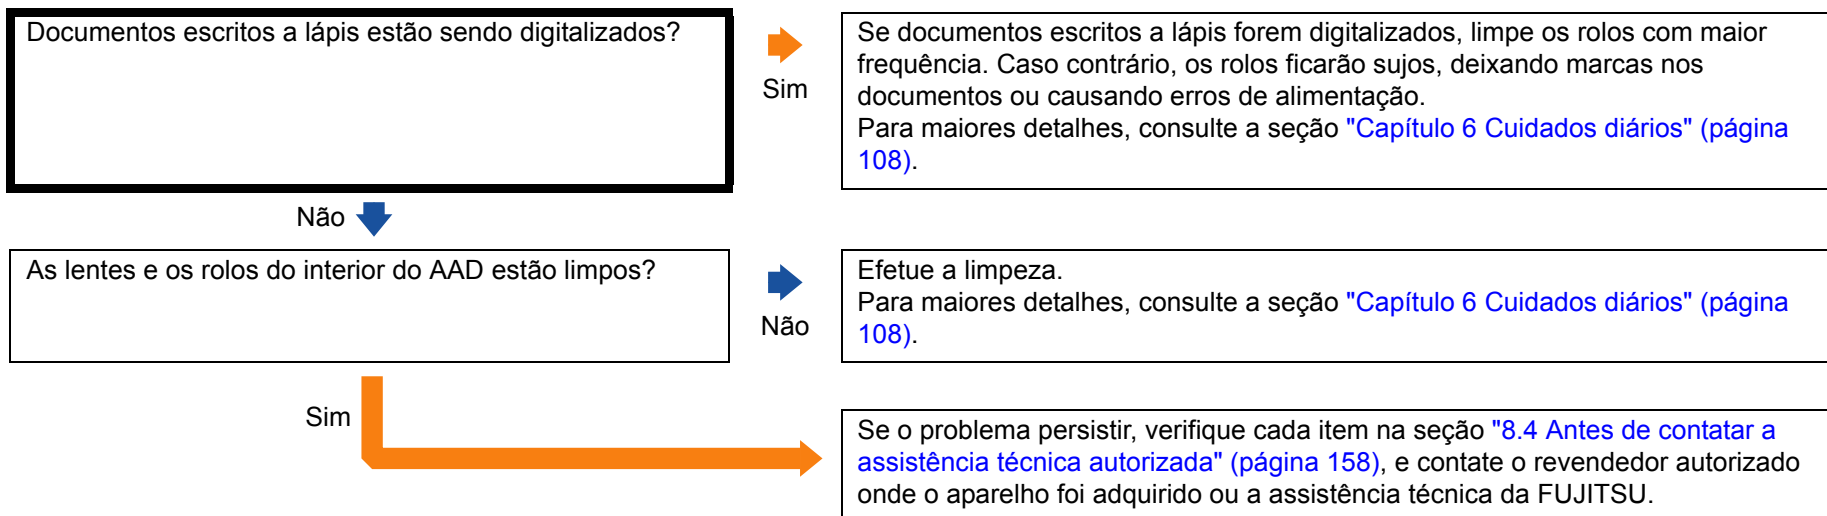 Documentos escritos a lápis estão sendo digitalizados?
Sim
Se documentos escritos a lápis forem digitalizados, limpe os rolos com maior
frequência. Caso contrário, os rolos ficarão sujos, deixando marcas nos
documentos ou causando erros de alimentação.
Para maiores detalhes, consulte a seção "Capítulo 6 Cuidados diários" (página
108).
Não
As lentes e os rolos do interior do AAD estão limpos?
Não
Efetue a limpeza.
Para maiores detalhes, consulte a seção "Capítulo 6 Cuidados diários" (página
108).
Sim
Se o problema persistir, verifique cada item na seção "8.4 Antes de contatar a
assistência técnica autorizada" (página 158), e contate o revendedor autorizado
onde o aparelho foi adquirido ou a assistência técnica da FUJITSU.